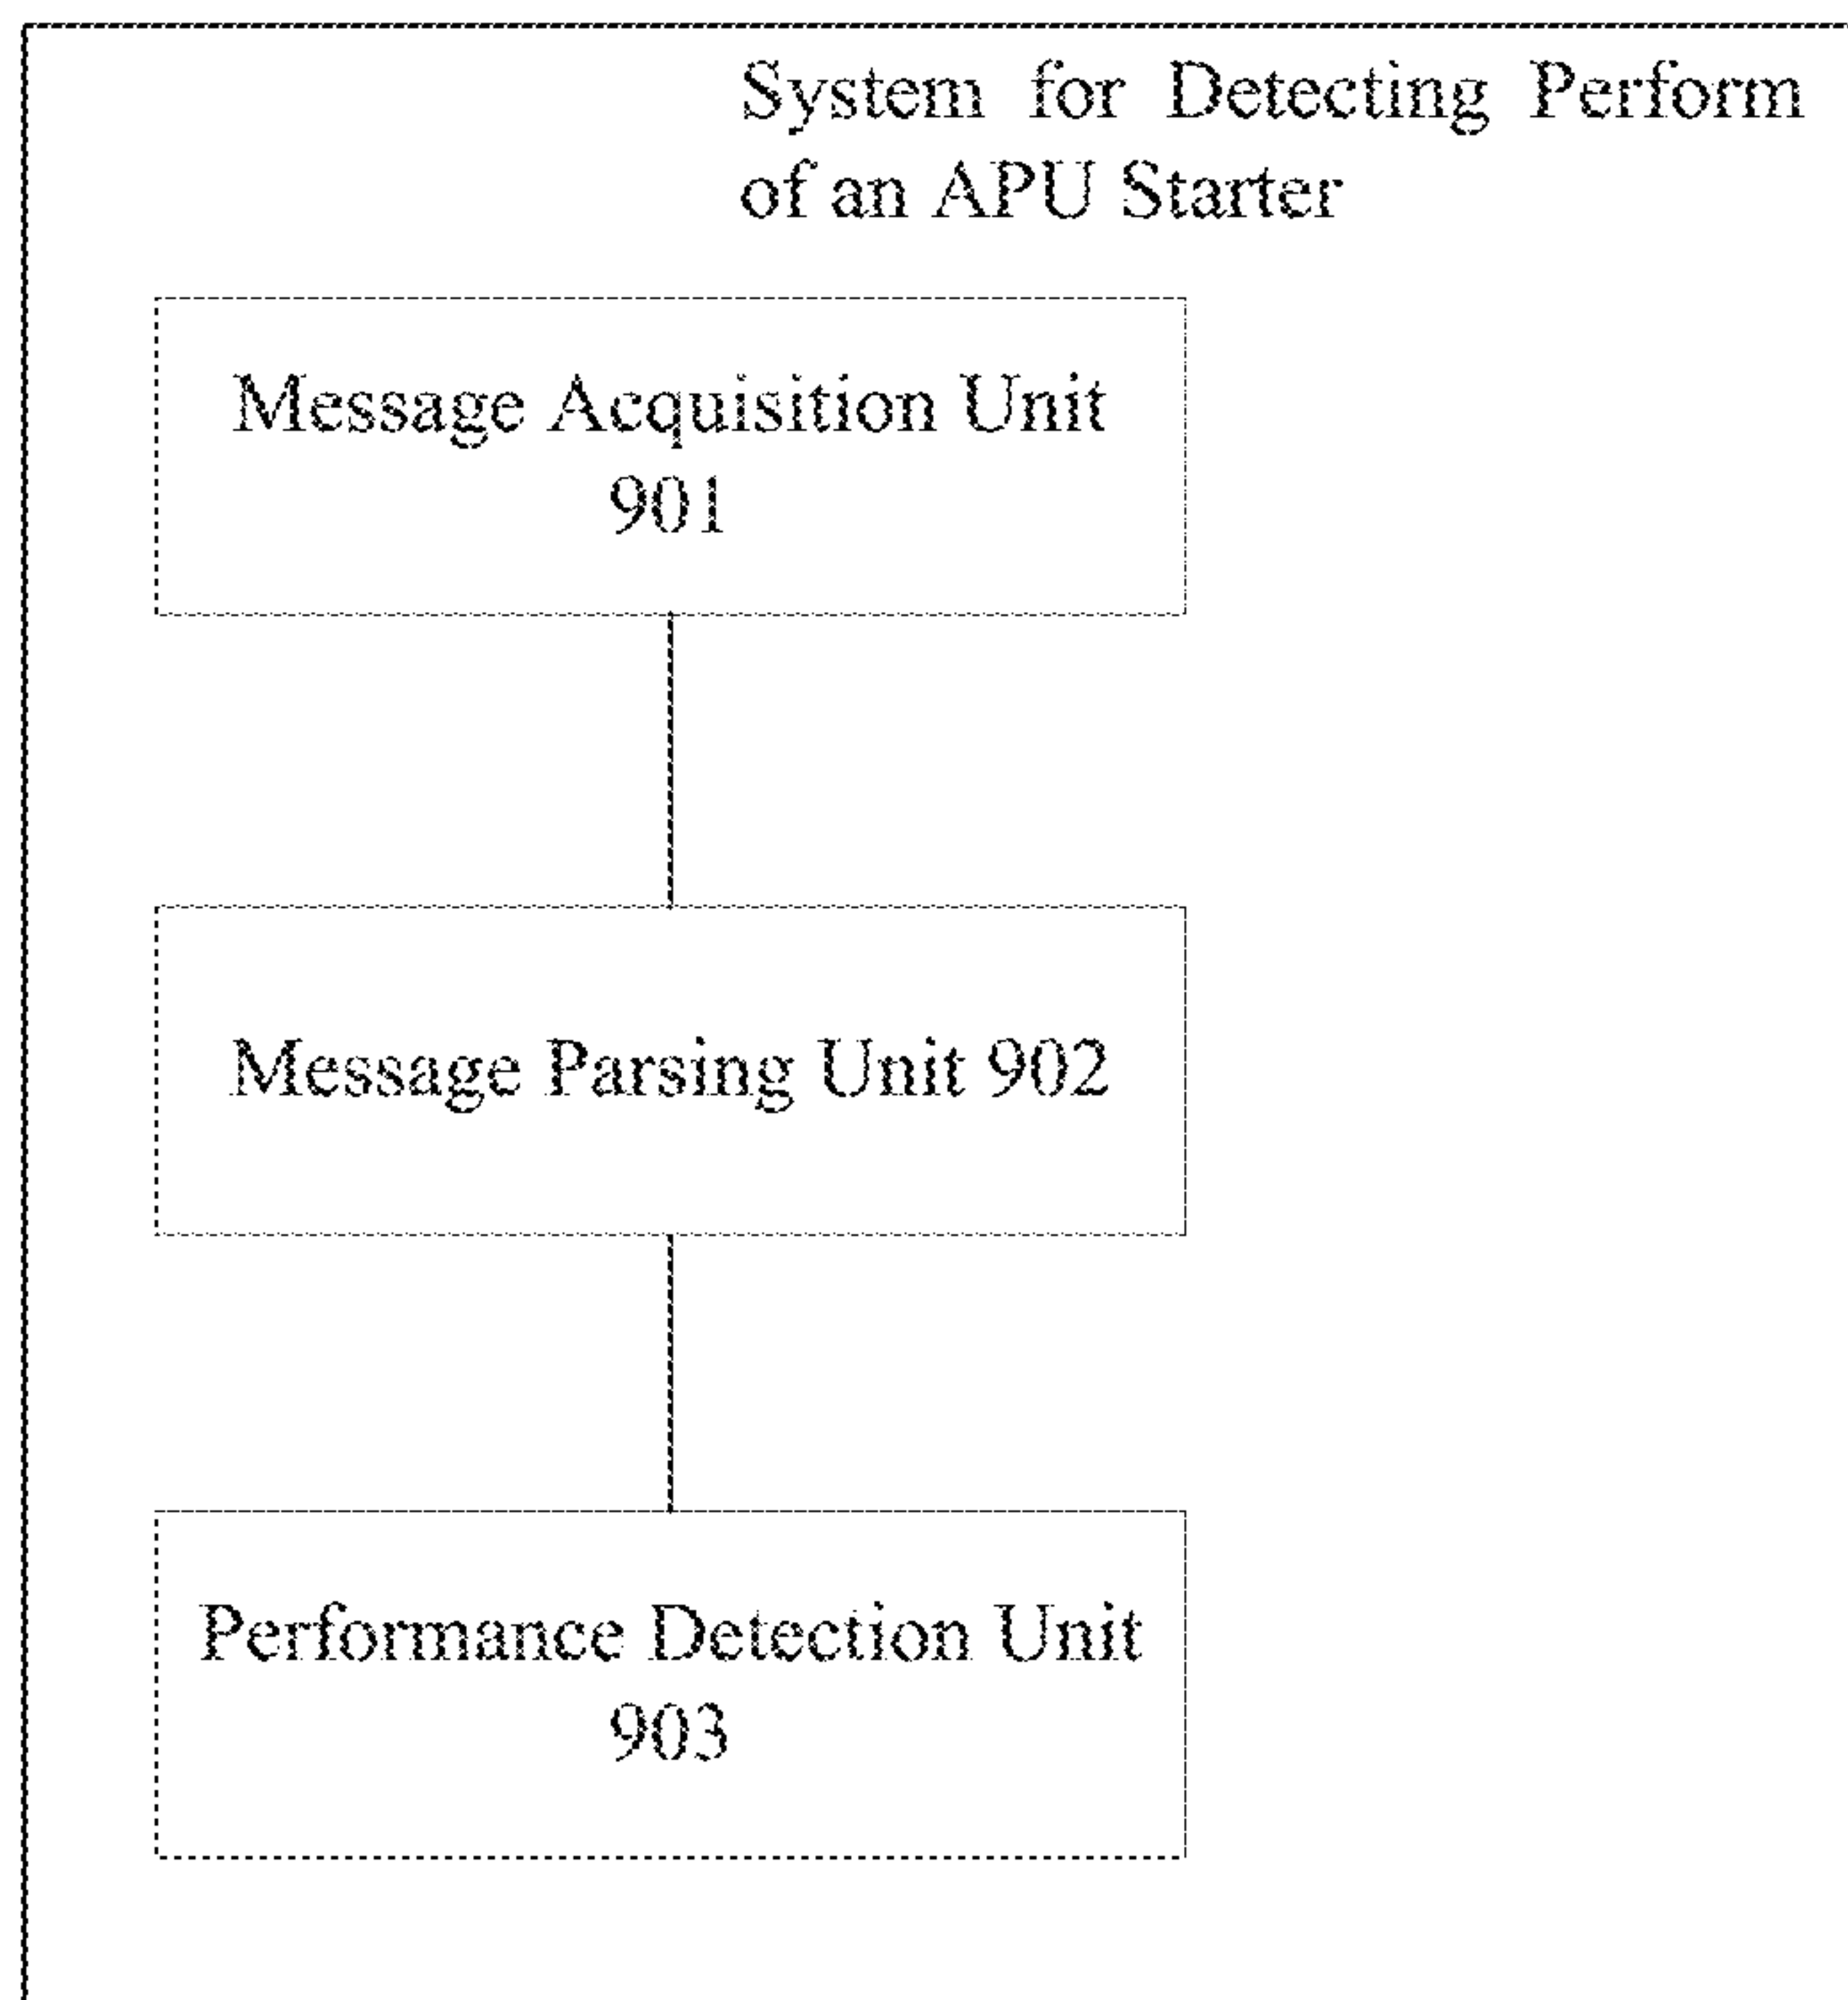 System for Detecting Perform
of an APU Starter
Message Acquisition Unit
901
Message Parsing Unit 902
Performance Detection Unit
903